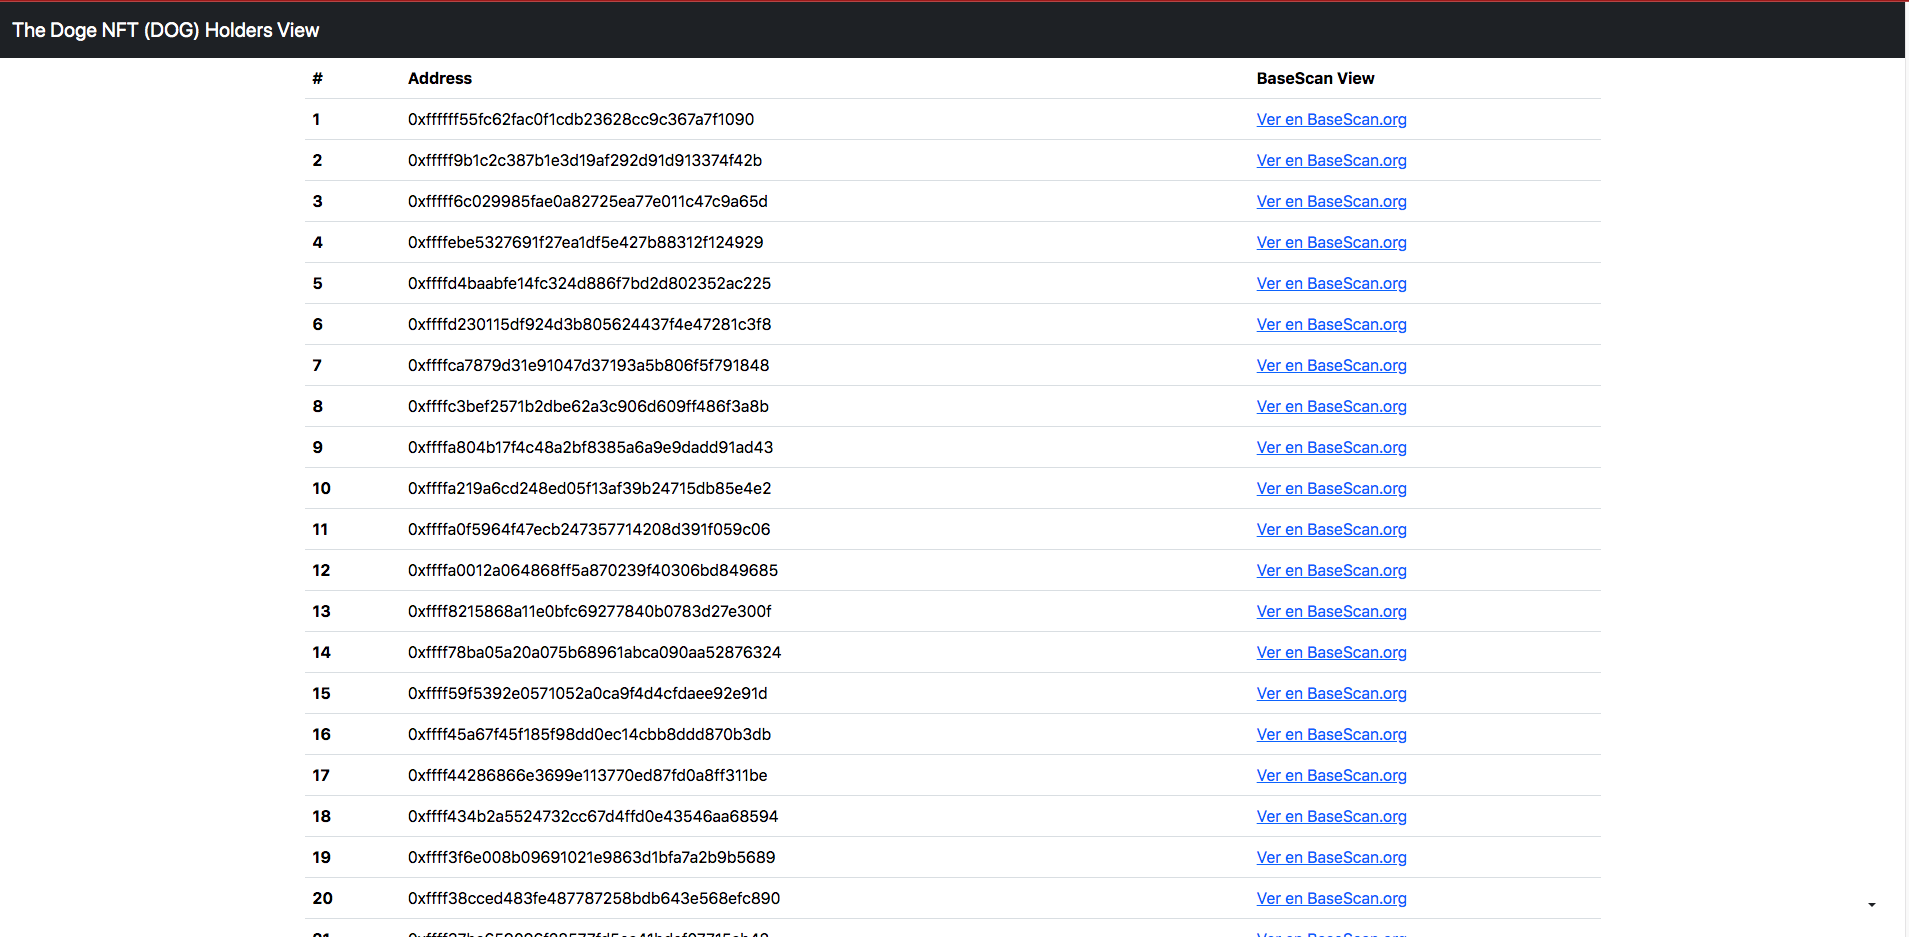 The Doge NFT (DOG) Holders View
# Address BaseScan View
1 0xffffff55fc62fac0f1cdb23628cc9c367a7f1090 Ver en BaseScan.org
2 0xfffff9b1c2c387b1e3d19af292d91d913374f42b Ver en BaseScan.org
3 0xfffff6c029985fae0a82725ea77e011c47c9a65d Ver en BaseScan.org
4 0xffffebe5327691f27ea1df5e427b88312f124929 Ver en BaseScan.org
5 0xffffd4baabfe14fc324d886f7bd2d802352ac225 Ver en BaseScan.org
6 0xffffd230115df924d3b805624437f4e47281c3f8 Ver en BaseScan.org
7 0xffffca7879d31e91047d37193a5b806f5f791848 Ver en BaseScan.org
8 0xffffc3bef2571b2dbe62a3c906d609ff486f3a8b Ver en BaseScan.org
9 0xffffa804b17f4c48a2bf8385a6a9e9dadd91ad43 Ver en BaseScan.org
10 0xffffa219a6cd248ed05f13af39b24715db85e4e2 Ver en BaseScan.org
11 0xffffa0f5964f47ecb247357714208d391f059c06 Ver en BaseScan.org
12 0xffffa0012a064868ff5a870239f40306bd849685 Ver en BaseScan.org
13 0xffff8215868a11e0bfc69277840b0783d27e300f Ver en BaseScan.org
14 0xffff78ba05a20a075b68961abca090aa52876324 Ver en BaseScan.org
15 0xffff59f5392e0571052a0ca9f4d4cfdaee92e91d Ver en BaseScan.org
16 0xffff45a67f45f185f98dd0ec14cbb8ddd870b3db Ver en BaseScan.org
17 0xffff44286866e3699e113770ed87fd0a8ff311be Ver en BaseScan.org
18 0xffff434b2a5524732cc67d4ffd0e43546aa68594 Ver en BaseScan.org
19 0xffff3f6e008b09691021e9863d1bfa7a2b9b5689 Ver en BaseScan.org
20 0xffff38cced483fe487787258bdb643e568efc890 Ver en BaseScan.org